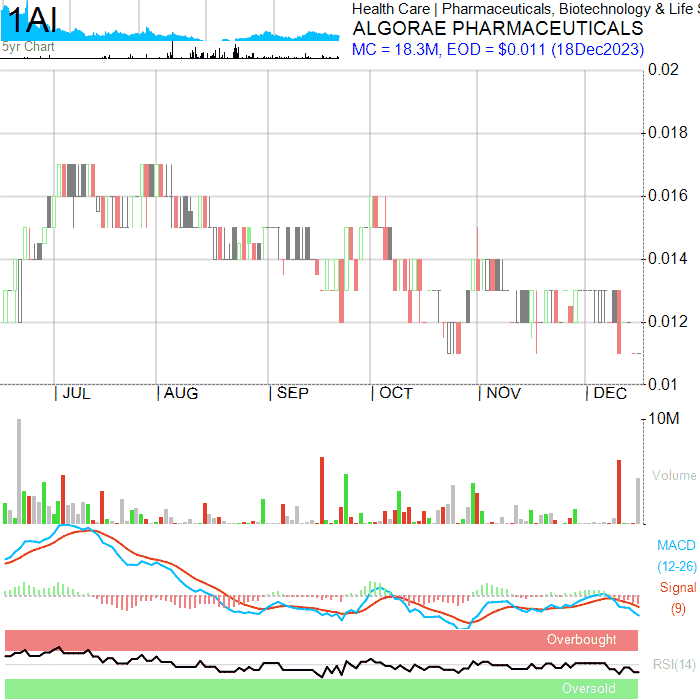 1AI
5yr Chart
Health Care | Pharmaceuticals, Biotechnology & Life S
ALGORAE PHARMACEUTICALS
MC = 18.3M, EOD = $0.011 (18Dec2023)
0.02
0.018
0.016
0.014
0.012
0.01
| JUL | AUG | SEP | OCT | NOV | DEC
10M
Volume
MACD
(12-26)
Signal
(9)
Overbought
RSI(14)
Oversold